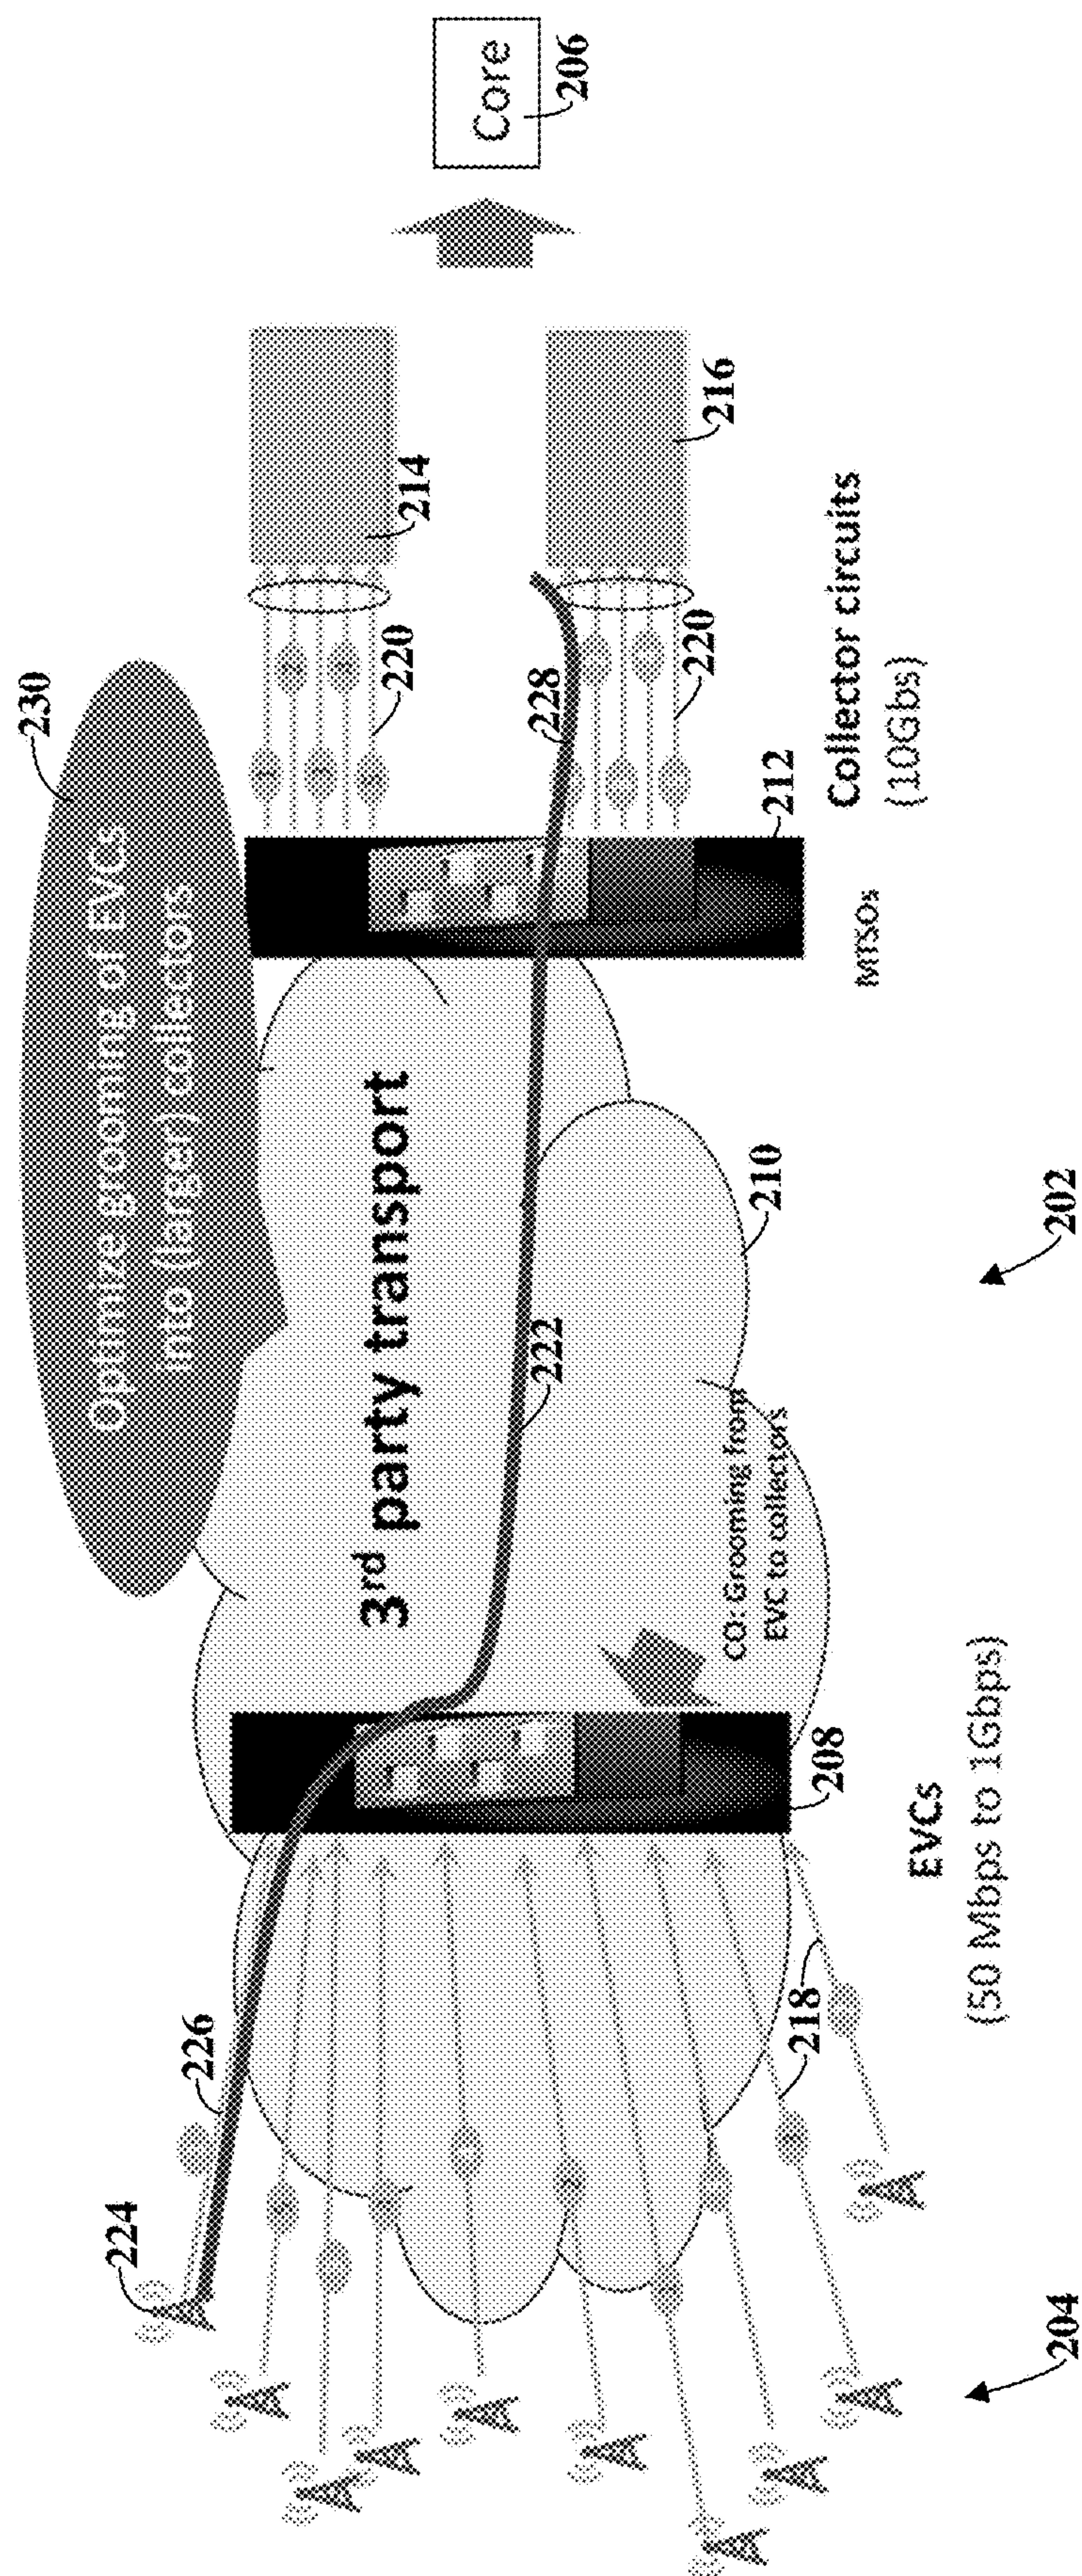 230
Optimize grooming of EVCs
into (larger) collectors
224
226
3rd party transport
222
220
214
228
220
216
Core
206
CO: Grooming from
EVC to collectors
208
210
218
212
MTSOs
EVCs
(50 Mbps to 1Gbps)
Collector circuits
(10Gbs)
204
202